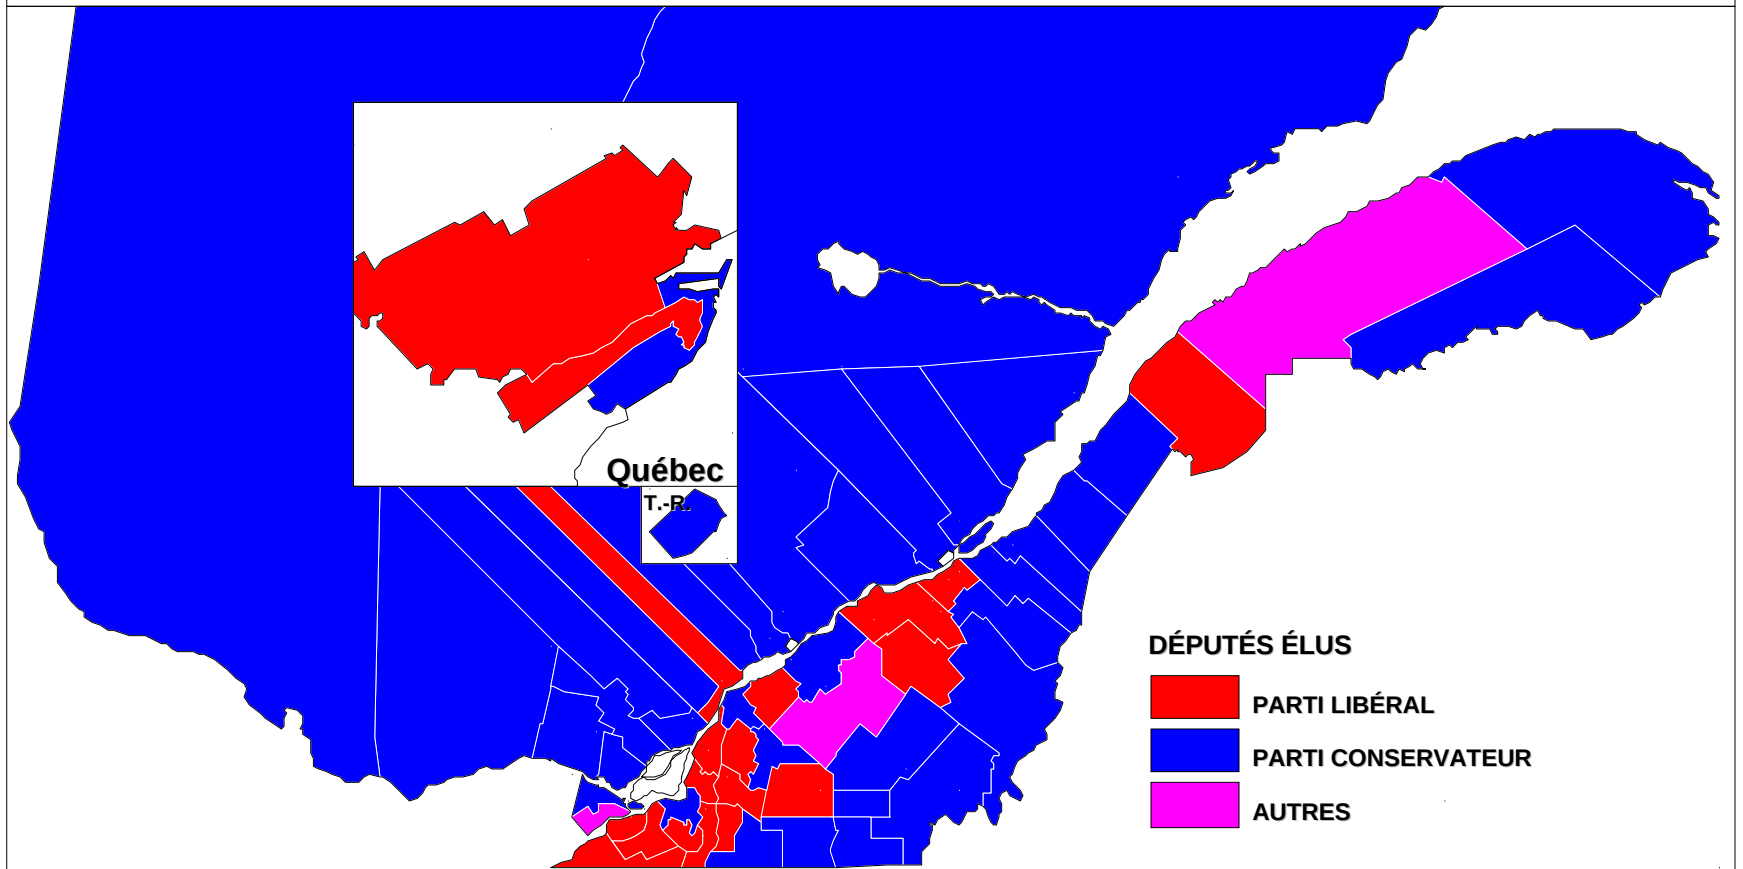 Québec
T.-R.
DÉPUTÉS ÉLUS
PARTI LIBÉRAL
PARTI CONSERVATEUR
AUTRES